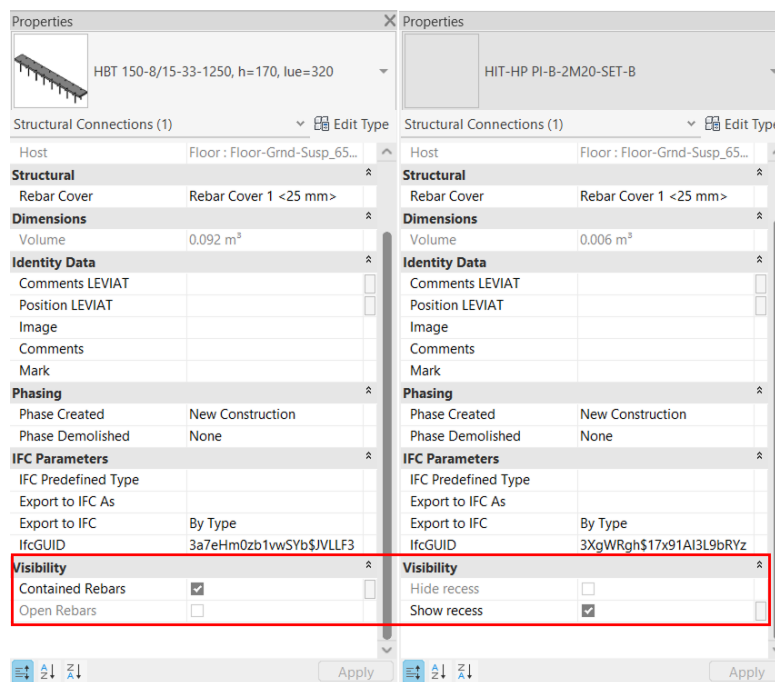 Properties
HBT 150-8/15-33-1250, h=170, lue=320
Structural Connections (1)
Edit Type
Host Floor : Floor-Grnd-Susp_65...
Structural
Rebar Cover Rebar Cover 1 <25 mm>
Dimensions
Volume 0.092 m³
Identity Data
Comments LEVIAT
Position LEVIAT
Image
Comments
Mark
Phasing
Phase Created New Construction
Phase Demolished None
IFC Parameters
IFC Predefined Type
Export to IFC As
Export to IFC By Type
IfcGUID 3a7eHm0zb1vwSYb$JVLLF3
Visibility
Contained Rebars
Open Rebars
Apply
Properties
HIT-HP PI-B-2M20-SET-B
Structural Connections (1)
Edit Type
Host Floor : Floor-Grnd-Susp_65...
Structural
Rebar Cover Rebar Cover 1 <25 mm>
Dimensions
Volume 0.006 m³
Identity Data
Comments LEVIAT
Position LEVIAT
Image
Comments
Mark
Phasing
Phase Created New Construction
Phase Demolished None
IFC Parameters
IFC Predefined Type
Export to IFC As
Export to IFC By Type
IfcGUID 3XgWRgh$17x91AI3L9bRYz
Visibility
Hide recess
Show recess
Apply